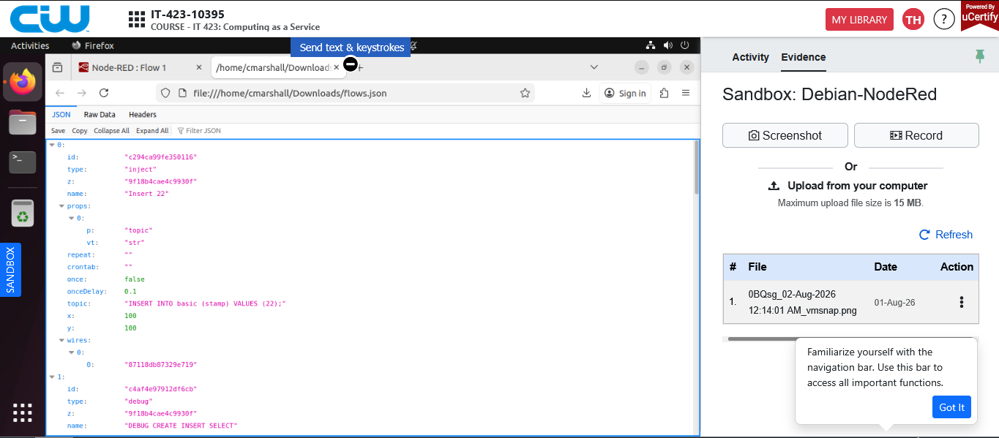 CIW
IT-423-10395
COURSE - IT 423: Computing as a Service
MY LIBRARY
TH
?
Powered By
uCertify
Activities
Firefox
Send text & keystrokes
Node-RED : Flow 1
/home/cmarshall/Downloads
file:///home/cmarshall/Downloads/flows.json
Sign in
JSON
Raw Data
Headers
Save
Copy
Collapse All
Expand All
Filter JSON
0:
id: "c294ca99fe350116"
type: "inject"
z: "9f18b4cae4c9930f"
name: "Insert 22"
props:
0:
p: "topic"
vt: "str"
repeat: ""
crontab: ""
once: false
onceDelay: 0.1
topic: "INSERT INTO basic (stamp) VALUES (22);"
x: 100
y: 100
wires:
0:
0: "87118db87329e719"
1:
id: "c4af4e97912df6cb"
type: "debug"
z: "9f18b4cae4c9930f"
name: "DEBUG CREATE INSERT SELECT"
SANDBOX
Activity
Evidence
Sandbox: Debian-NodeRed
Screenshot
Record
Or
Upload from your computer
Maximum upload file size is 15 MB.
Refresh
# File Date Action
1. 0BQsg_02-Aug-2026
12:14:01 AM_vmsnap.png
01-Aug-26
Familiarize yourself with the
navigation bar. Use this bar to
access all important functions.
Got It